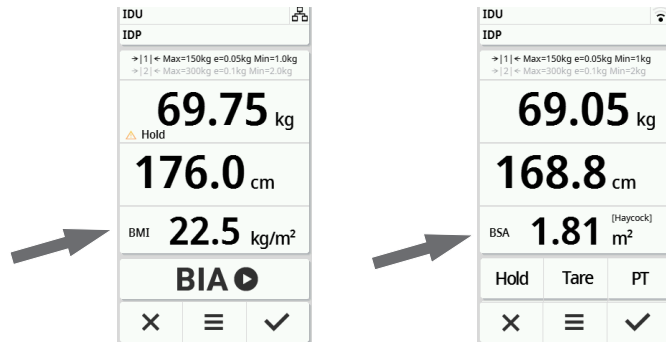 IDU
IDP
→|1|← Max=150kg e=0.05kg Min=1.0kg
→|2|← Max=300kg e=0.1kg Min=2.0kg
69.75 kg
Hold
176.0 cm
BMI 22.5 kg/m²
BIA
IDU
IDP
→|1|← Max=150kg e=0.05kg Min=1kg
→|2|← Max=300kg e=0.1kg Min=2kg
69.05 kg
168.8 cm
[Haycock]
BSA 1.81 m²
Hold Tare PT